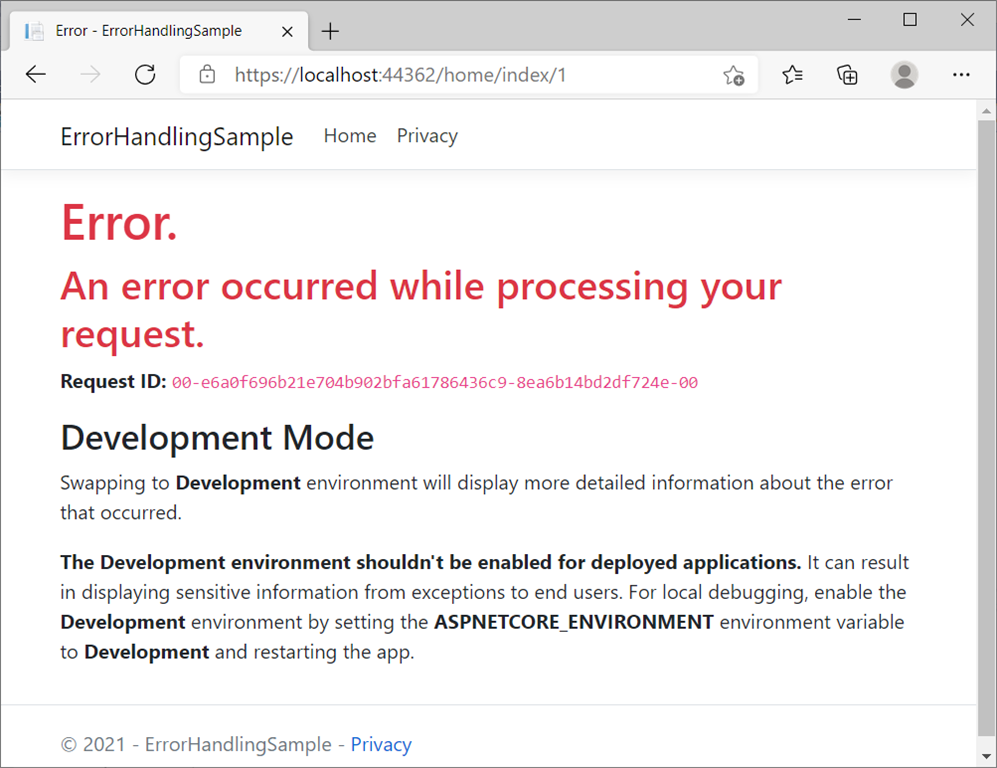 Error - ErrorHandlingSample
https://localhost:44362/home/index/1
ErrorHandlingSample Home Privacy
Error.
An error occurred while processing your
request.
Request ID: 00-e6a0f696b21e704b902bfa61786436c9-8ea6b14bd2df724e-00
Development Mode
Swapping to Development environment will display more detailed information about the error
that occurred.
The Development environment shouldn't be enabled for deployed applications. It can result
in displaying sensitive information from exceptions to end users. For local debugging, enable the
Development environment by setting the ASPNETCORE_ENVIRONMENT environment variable
to Development and restarting the app.
© 2021 - ErrorHandlingSample - Privacy